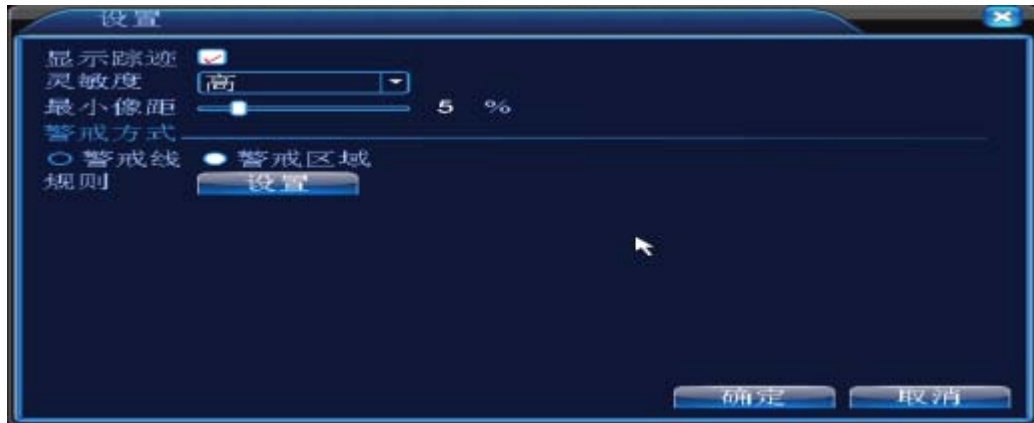 设置
显示踪迹
灵敏度 高
最小像距 5 %
警戒方式
警戒线 警戒区域
规则 设置
确定 取消